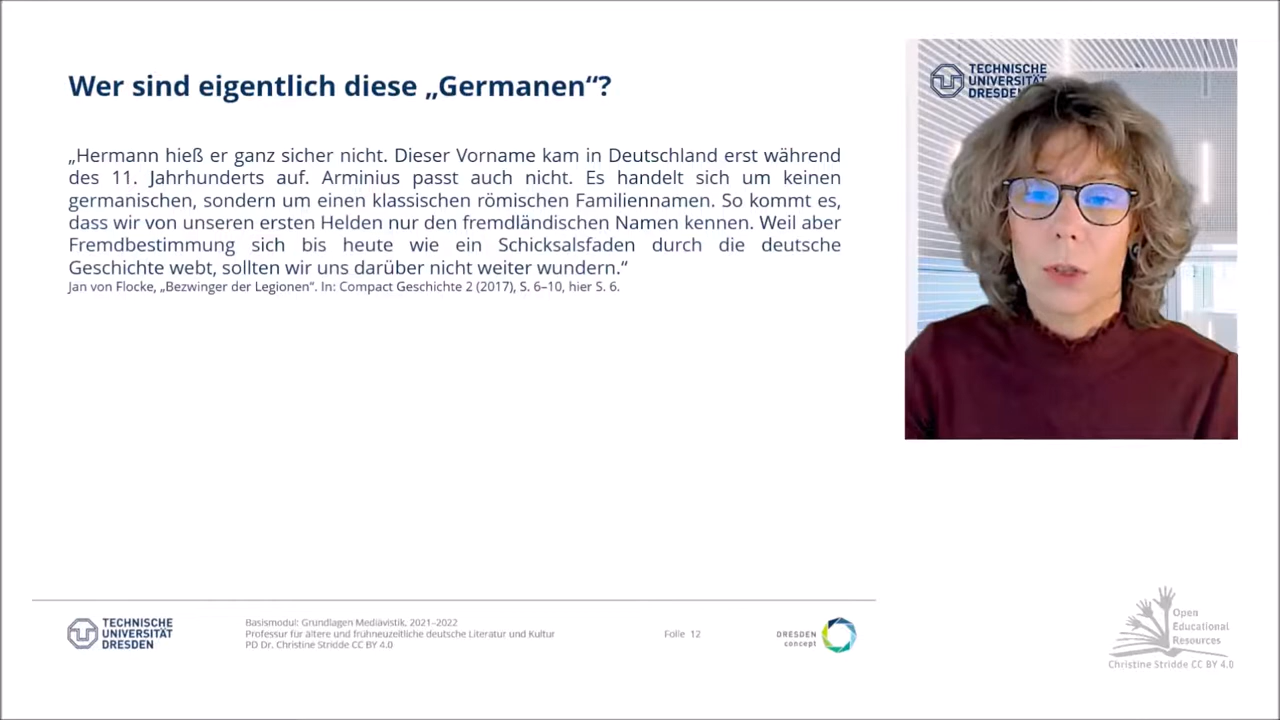 Wer sind eigentlich diese „Germanen“?
„Hermann hieß er ganz sicher nicht. Dieser Vorname kam in Deutschland erst während
des 11. Jahrhunderts auf. Arminius passt auch nicht. Es handelt sich um keinen
germanischen, sondern um einen klassischen römischen Familiennamen. So kommt es,
dass wir von unseren ersten Helden nur den fremdländischen Namen kennen. Weil aber
Fremdbestimmung sich bis heute wie ein Schicksalsfaden durch die deutsche
Geschichte webt, sollten wir uns darüber nicht weiter wundern.“
Jan von Flocke, „Bezwinger der Legionen“. In: Compact Geschichte 2 (2017), S. 6–10, hier S. 6.
TECHNISCHE
UNIVERSITÄT
DRESDEN
TECHNISCHE
UNIVERSITÄT
DRESDEN
Basismodul: Grundlagen Mediävistik, 2021–2022
Professur für ältere und frühneuzeitliche deutsche Literatur und Kultur
PD Dr. Christine Stridde CC BY 4.0
Folie 12
DRESDEN
concept
Open
Educational
Resources
Christine Stridde CC BY 4.0